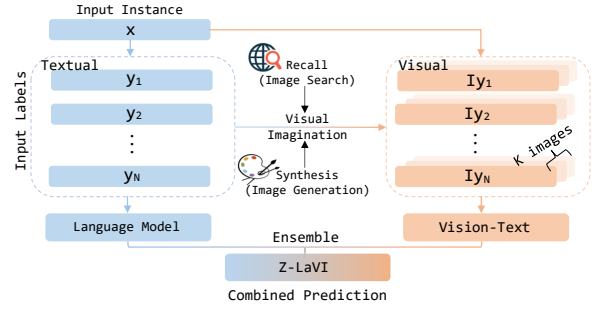 Input Instance
x
Input Labels
Textual
y1
y2
yN
Recall
(Image Search)
Visual
Imagination
Synthesis
(Image Generation)
Visual
Iy1
Iy2
IyN
K images
Language Model
Vision-Text
Ensemble
Z-LaVI
Combined Prediction